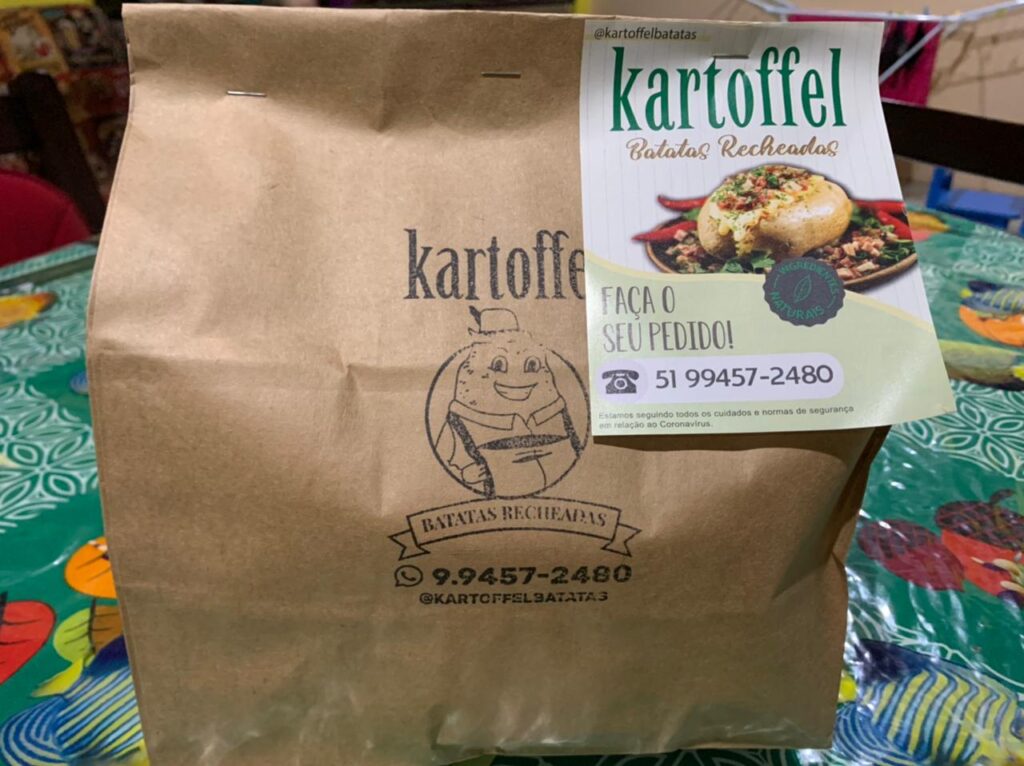 @kartoffelbatatas
kartoffel
Batatas Recheadas
INGREDIENTES
NATURAIS
FAÇA O
SEU PEDIDO!
51 99457-2480
Estamos seguindo todos os cuidados e normas de segurança
em relação ao Coronavírus.
kartoffe
BATATAS RECHEADAS
9.9457-2480
@KARTOFFELBATATAS